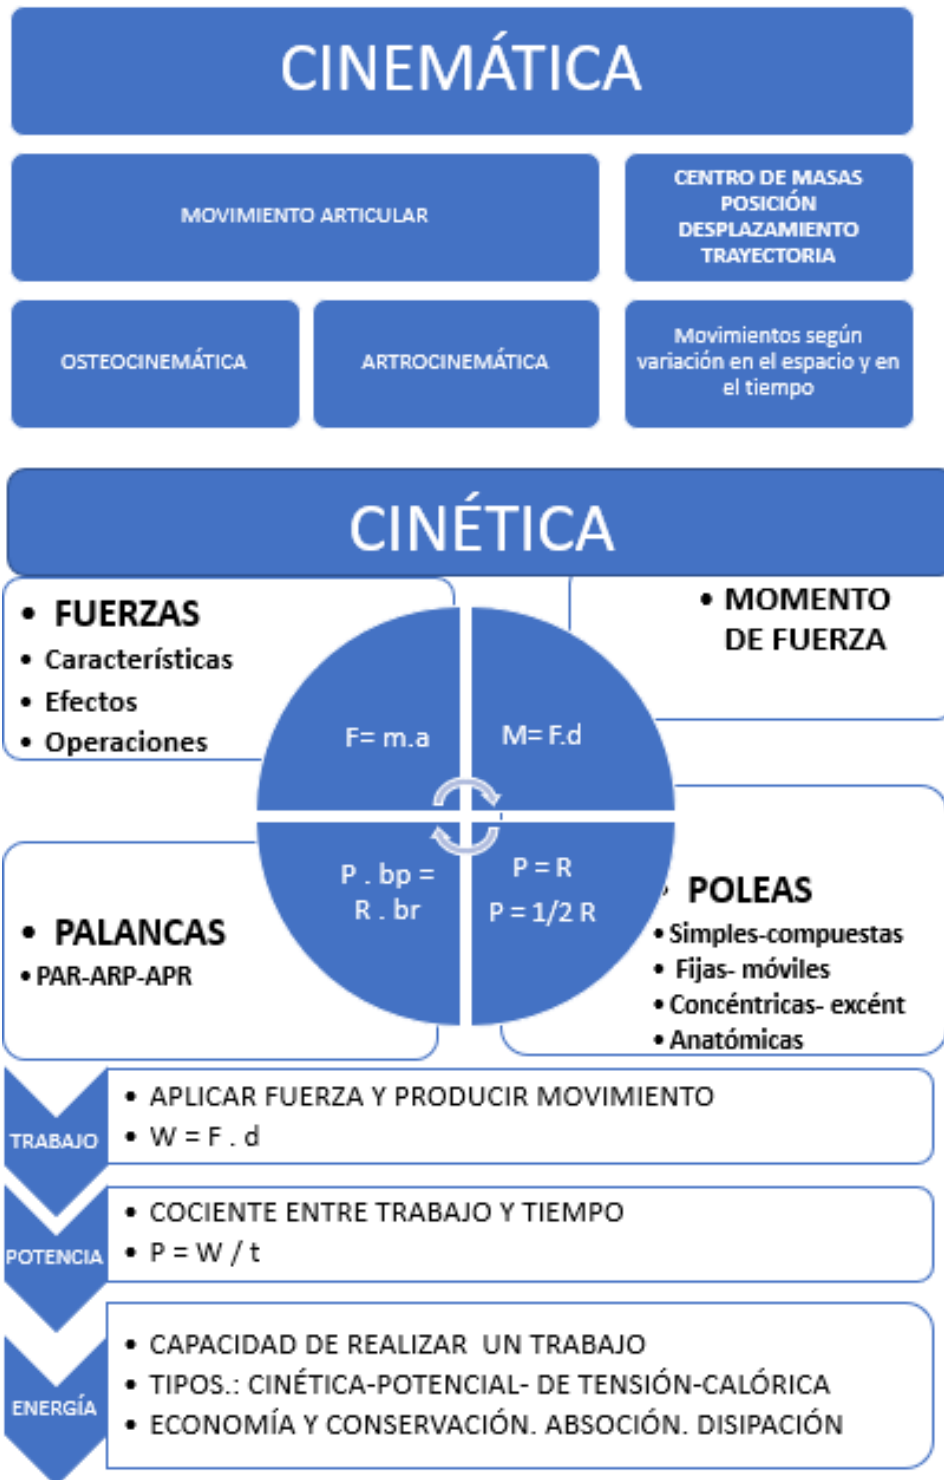 CINEMÁTICA
MOVIMIENTO ARTICULAR
CENTRO DE MASAS
POSICIÓN
DESPLAZAMIENTO
TRAYECTORIA
OSTEOCINEMÁTICA
ARTROCINEMÁTICA
Movimientos según
variación en el espacio y en
el tiempo
CINÉTICA
• FUERZAS
• Característícas
• Efectos
• Operaciones
• MOMENTO
DE FUERZA
F= m.a
M= F.d
P . bp =
R . br
P = R
P = 1/2 R
• PALANCAS
• PAR-ARP-APR
• POLEAS
• Simples-compuestas
• Fijas- móviles
• Concéntricas- excént
• Anatómicas
TRABAJO
• APLICAR FUERZA Y PRODUCIR MOVIMIENTO
• W = F . d
POTENCIA
• COCIENTE ENTRE TRABAJO Y TIEMPO
• P = W / t
ENERGÍA
• CAPACIDAD DE REALIZAR UN TRABAJO
• TIPOS.: CINÉTICA-POTENCIAL- DE TENSIÓN-CALÓRICA
• ECONOMÍA Y CONSERVACIÓN. ABSOCIÓN. DISIPACIÓN